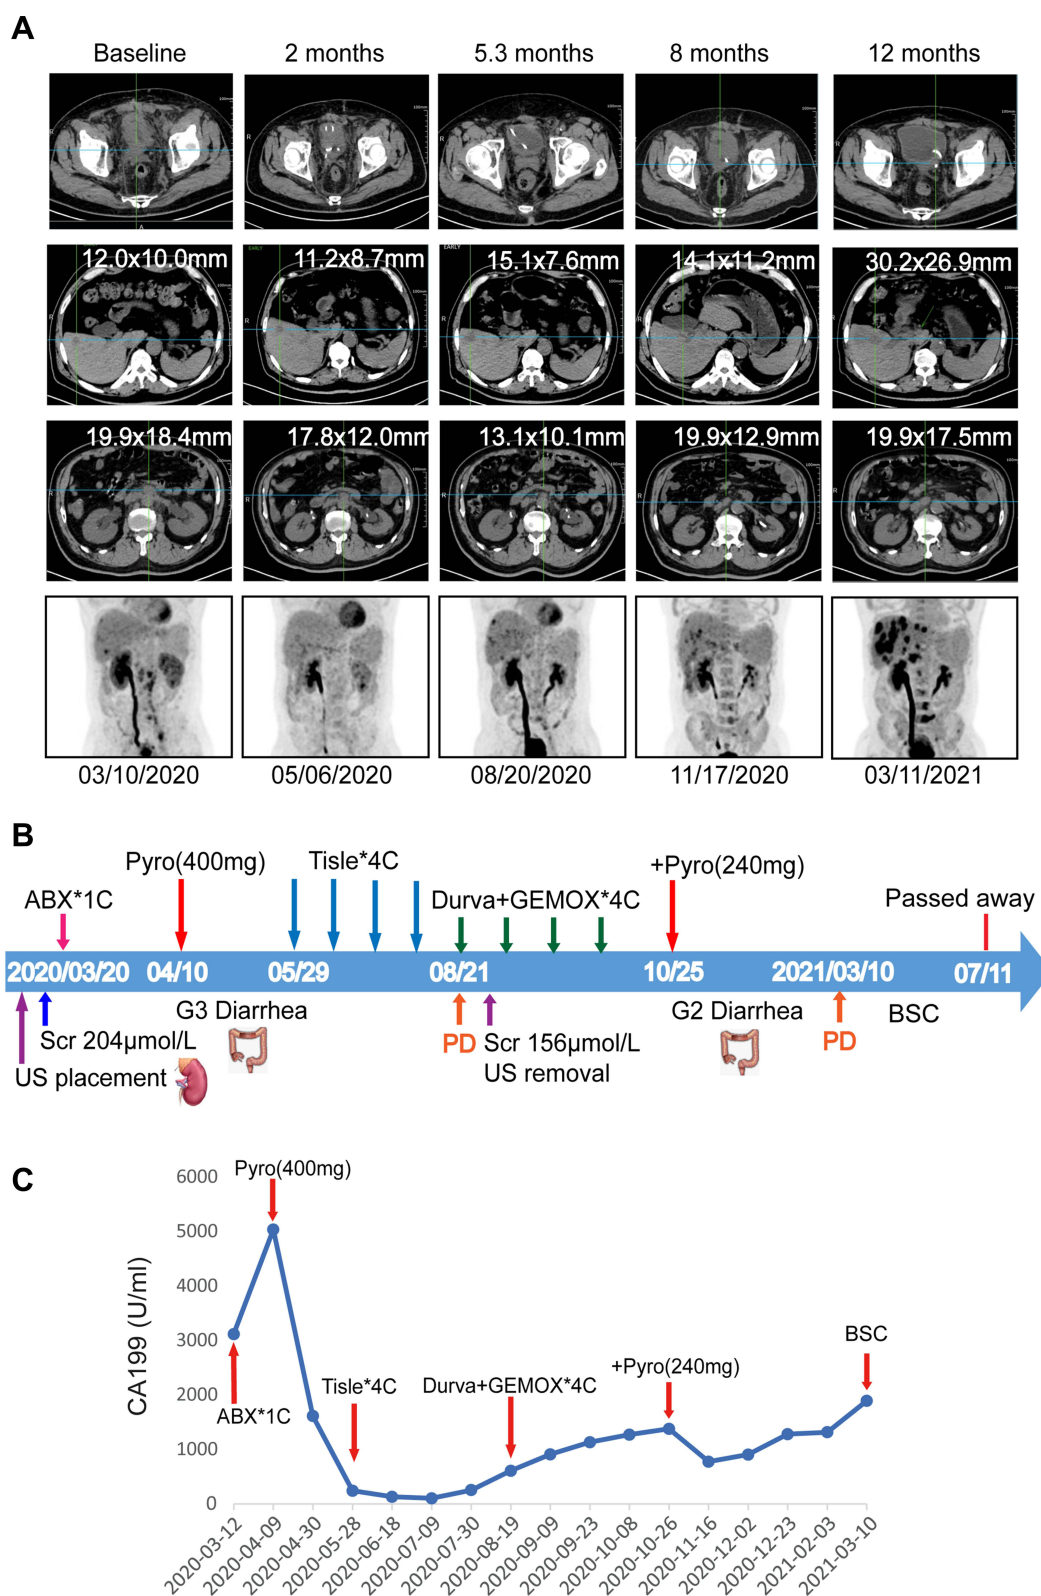 A
Baseline 2 months 5.3 months 8 months 12 months
12.0x10.0mm 11.2x8.7mm 15.1x7.6mm 14.1x11.2mm 30.2x26.9mm
19.9x18.4mm 17.8x12.0mm 13.1x10.1mm 19.9x12.9mm 19.9x17.5mm
03/10/2020 05/06/2020 08/20/2020 11/17/2020 03/11/2021
B
Pyro(400mg) Tisle*4C +Pyro(240mg)
ABX*1C Durva+GEMOX*4C Passed away
2020/03/20 04/10 05/29 08/21 10/25 2021/03/10 07/11
G3 Diarrhea G2 Diarrhea BSC
Scr 204μmol/L PD Scr 156μmol/L PD
US placement US removal
C
Pyro(400mg)
6000
5000
4000
3000
2000
1000
0
CA199 (U/ml)
ABX*1C
Tisle*4C
Durva+GEMOX*4C
+Pyro(240mg)
BSC
2020-03-12
2020-04-09
2020-04-30
2020-05-28
2020-06-18
2020-07-09
2020-07-30
2020-08-19
2020-09-09
2020-09-23
2020-10-08
2020-10-26
2020-11-16
2020-12-02
2020-12-23
2021-02-03
2021-03-10